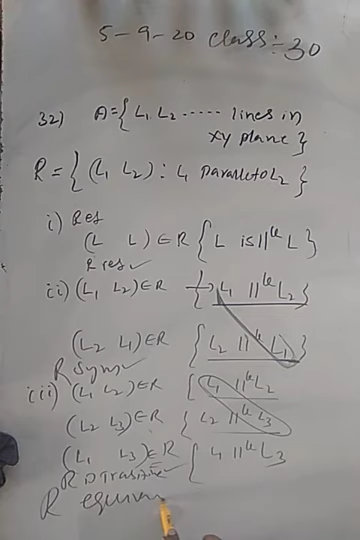 5-9-20 class:-30
32) A={L₁ L₂ ..... lines in
xy plane}
R={(L₁ L₂): L₁ parallel to L₂}
i) Ref
(L L)∈R {L is ||ˡᵉ L}
R ref ✓
ii) (L₁ L₂)∈R → L₁ ||ˡᵉ L₂}
(L₂ L₁)∈R {L₂ ||ˡᵉ L₁}
R Sym ✓
iii) (L₁ L₂)∈R {L₁ ||ˡᵉ L₂
(L₂ L₃)∈R {L₂ ||ˡᵉ L₃
(L₁ L₃)∈R {L₁ ||ˡᵉ L₃
R
R equivan